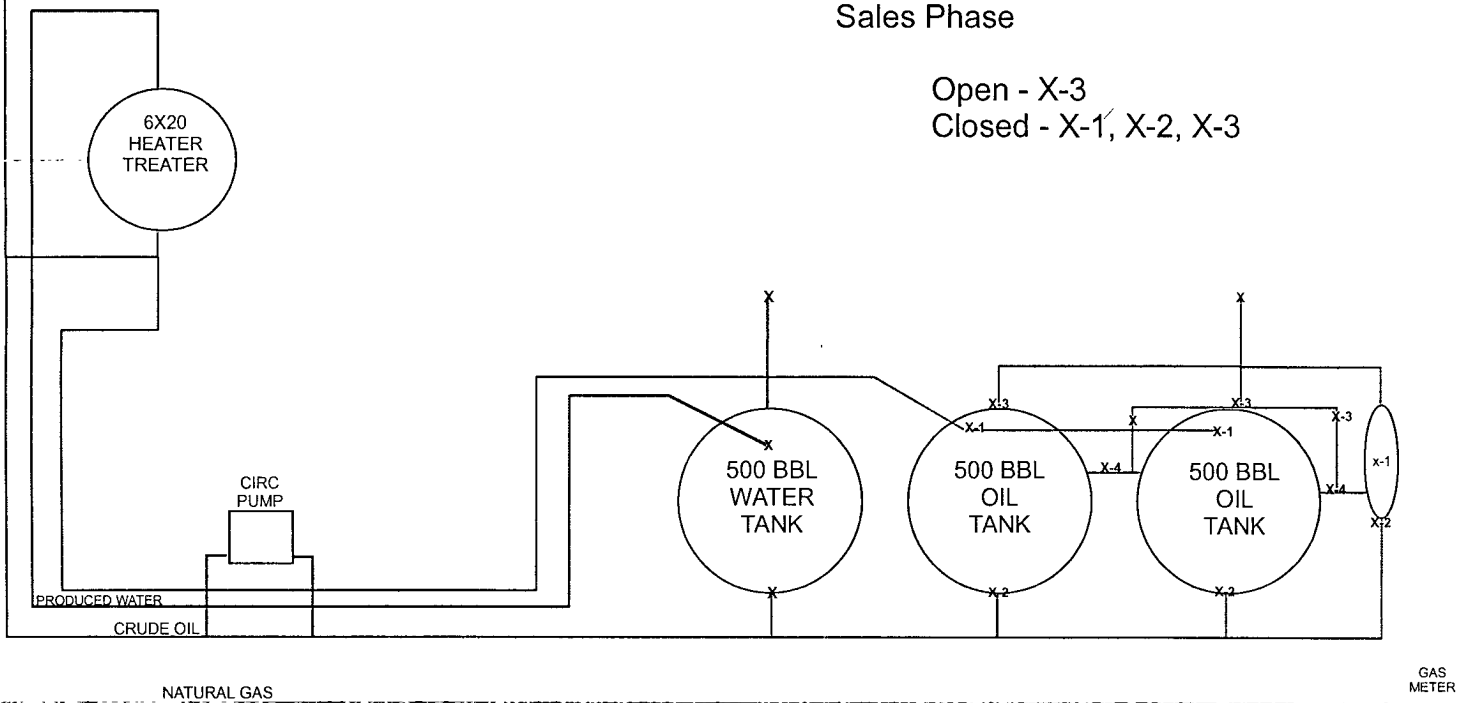 Sales Phase
Open - X-3
Closed - X-1, X-2, X-3
6X20
HEATER
TREATER
X
X
X-3
X-3
X
X-3
X-1
X-1
X
X-4
X-4
x-1
500 BBL
WATER
TANK
500 BBL
OIL
TANK
500 BBL
OIL
TANK
CIRC
PUMP
X-2
X
X-2
X-2
PRODUCED WATER
CRUDE OIL
NATURAL GAS
GAS
METER